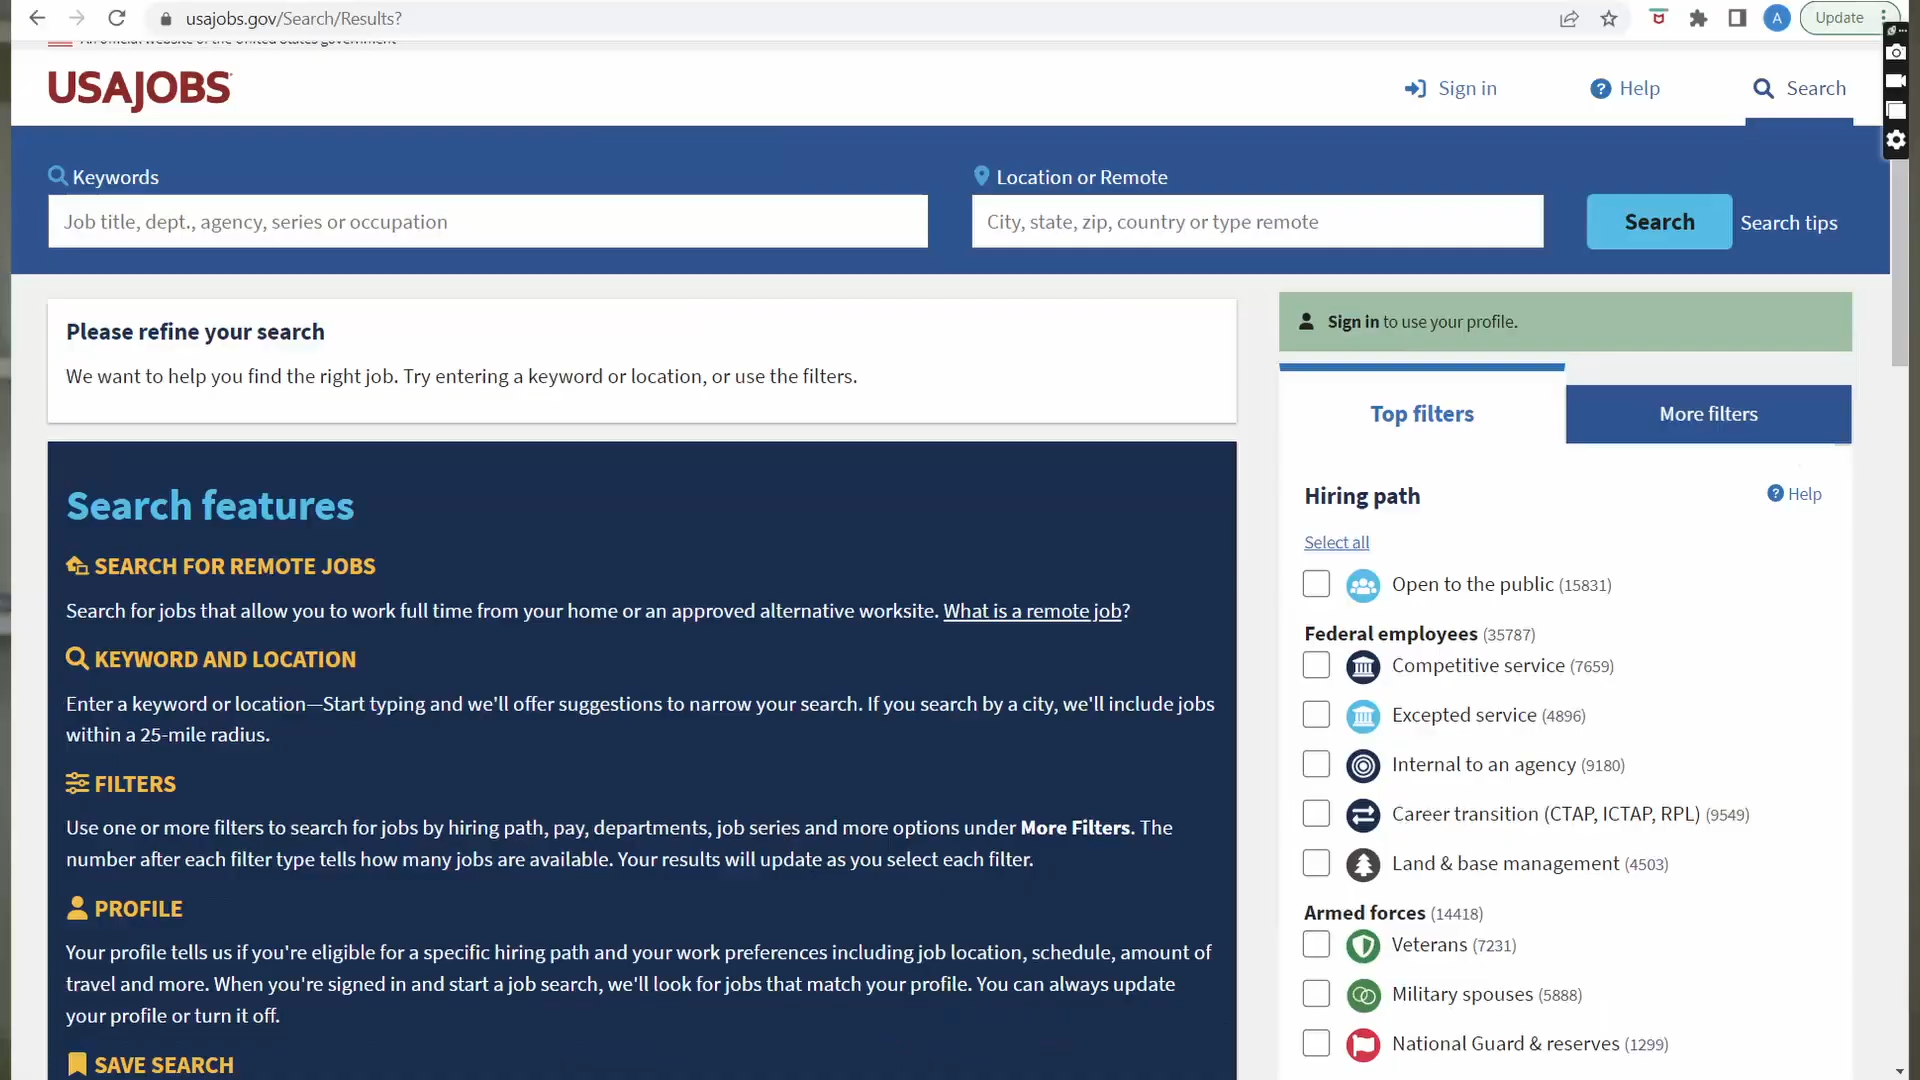 usajobs.gov/Search/Results?
A
Update
An official website of the United States government
USAJOBS
Sign in
Help
Search
Keywords
Location or Remote
Job title, dept., agency, series or occupation
City, state, zip, country or type remote
Search
Search tips
Please refine your search
We want to help you find the right job. Try entering a keyword or location, or use the filters.
Search features
SEARCH FOR REMOTE JOBS
Search for jobs that allow you to work full time from your home or an approved alternative worksite. What is a remote job?
KEYWORD AND LOCATION
Enter a keyword or location—Start typing and we'll offer suggestions to narrow your search. If you search by a city, we'll include jobs
within a 25-mile radius.
FILTERS
Use one or more filters to search for jobs by hiring path, pay, departments, job series and more options under More Filters. The
number after each filter type tells how many jobs are available. Your results will update as you select each filter.
PROFILE
Your profile tells us if you're eligible for a specific hiring path and your work preferences including job location, schedule, amount of
travel and more. When you're signed in and start a job search, we'll look for jobs that match your profile. You can always update
your profile or turn it off.
SAVE SEARCH
Sign in to use your profile.
Top filters
More filters
Hiring path
Help
Select all
Open to the public (15831)
Federal employees (35787)
Competitive service (7659)
Excepted service (4896)
Internal to an agency (9180)
Career transition (CTAP, ICTAP, RPL) (9549)
Land & base management (4503)
Armed forces (14418)
Veterans (7231)
Military spouses (5888)
National Guard & reserves (1299)